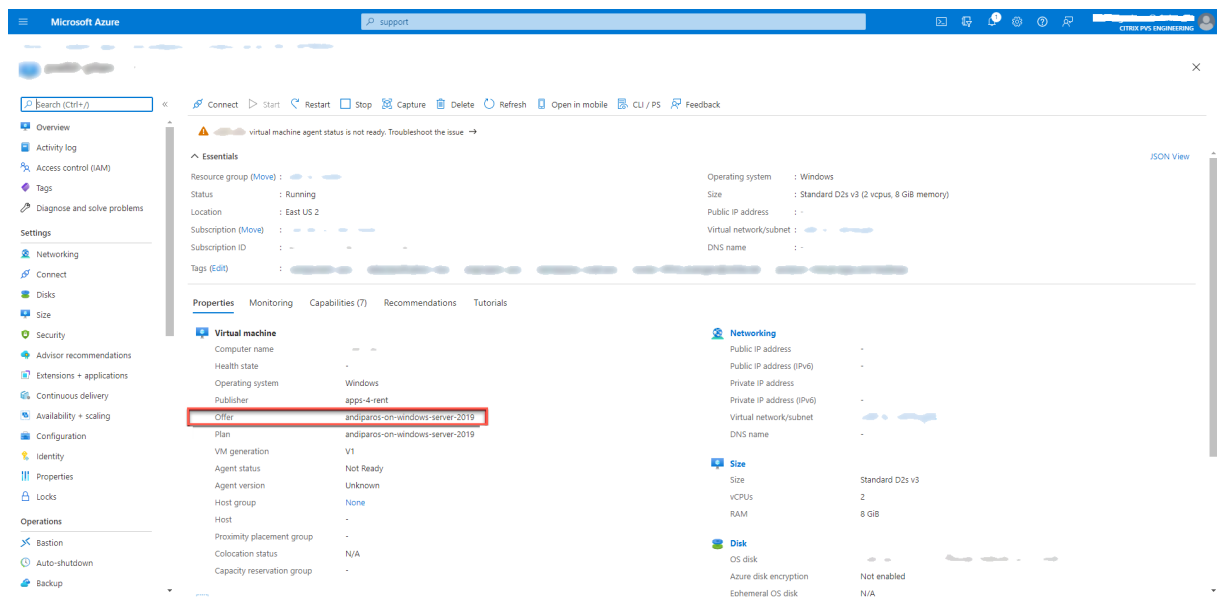 Microsoft Azure
support
1
CITRIX PVS ENGINEERING
Search (Ctrl+/)
«
Connect Start Restart Stop Capture Delete Refresh Open in mobile CLI / PS Feedback
virtual machine agent status is not ready. Troubleshoot the issue →
Essentials
JSON View
Resource group (Move) :
Status : Running
Location : East US 2
Subscription (Move) :
Subscription ID :
Tags (Edit) :
Operating system : Windows
Size : Standard D2s v3 (2 vcpus, 8 GiB memory)
Public IP address : -
Virtual network/subnet :
DNS name : -
Overview
Activity log
Access control (IAM)
Tags
Diagnose and solve problems
Settings
Networking
Connect
Disks
Size
Security
Advisor recommendations
Extensions + applications
Continuous delivery
Availability + scaling
Configuration
Identity
Properties
Locks
Operations
Bastion
Auto-shutdown
Backup
Properties Monitoring Capabilities (7) Recommendations Tutorials
Virtual machine
Computer name
Health state -
Operating system Windows
Publisher apps-4-rent
Offer andiparos-on-windows-server-2019
Plan andiparos-on-windows-server-2019
VM generation V1
Agent status Not Ready
Agent version Unknown
Host group None
Host -
Proximity placement group -
Colocation status N/A
Capacity reservation group -
Networking
Public IP address -
Public IP address (IPv6) -
Private IP address
Private IP address (IPv6) -
Virtual network/subnet
DNS name -
Size
Size Standard D2s v3
vCPUs 2
RAM 8 GiB
Disk
OS disk
Azure disk encryption Not enabled
Ephemeral OS disk N/A